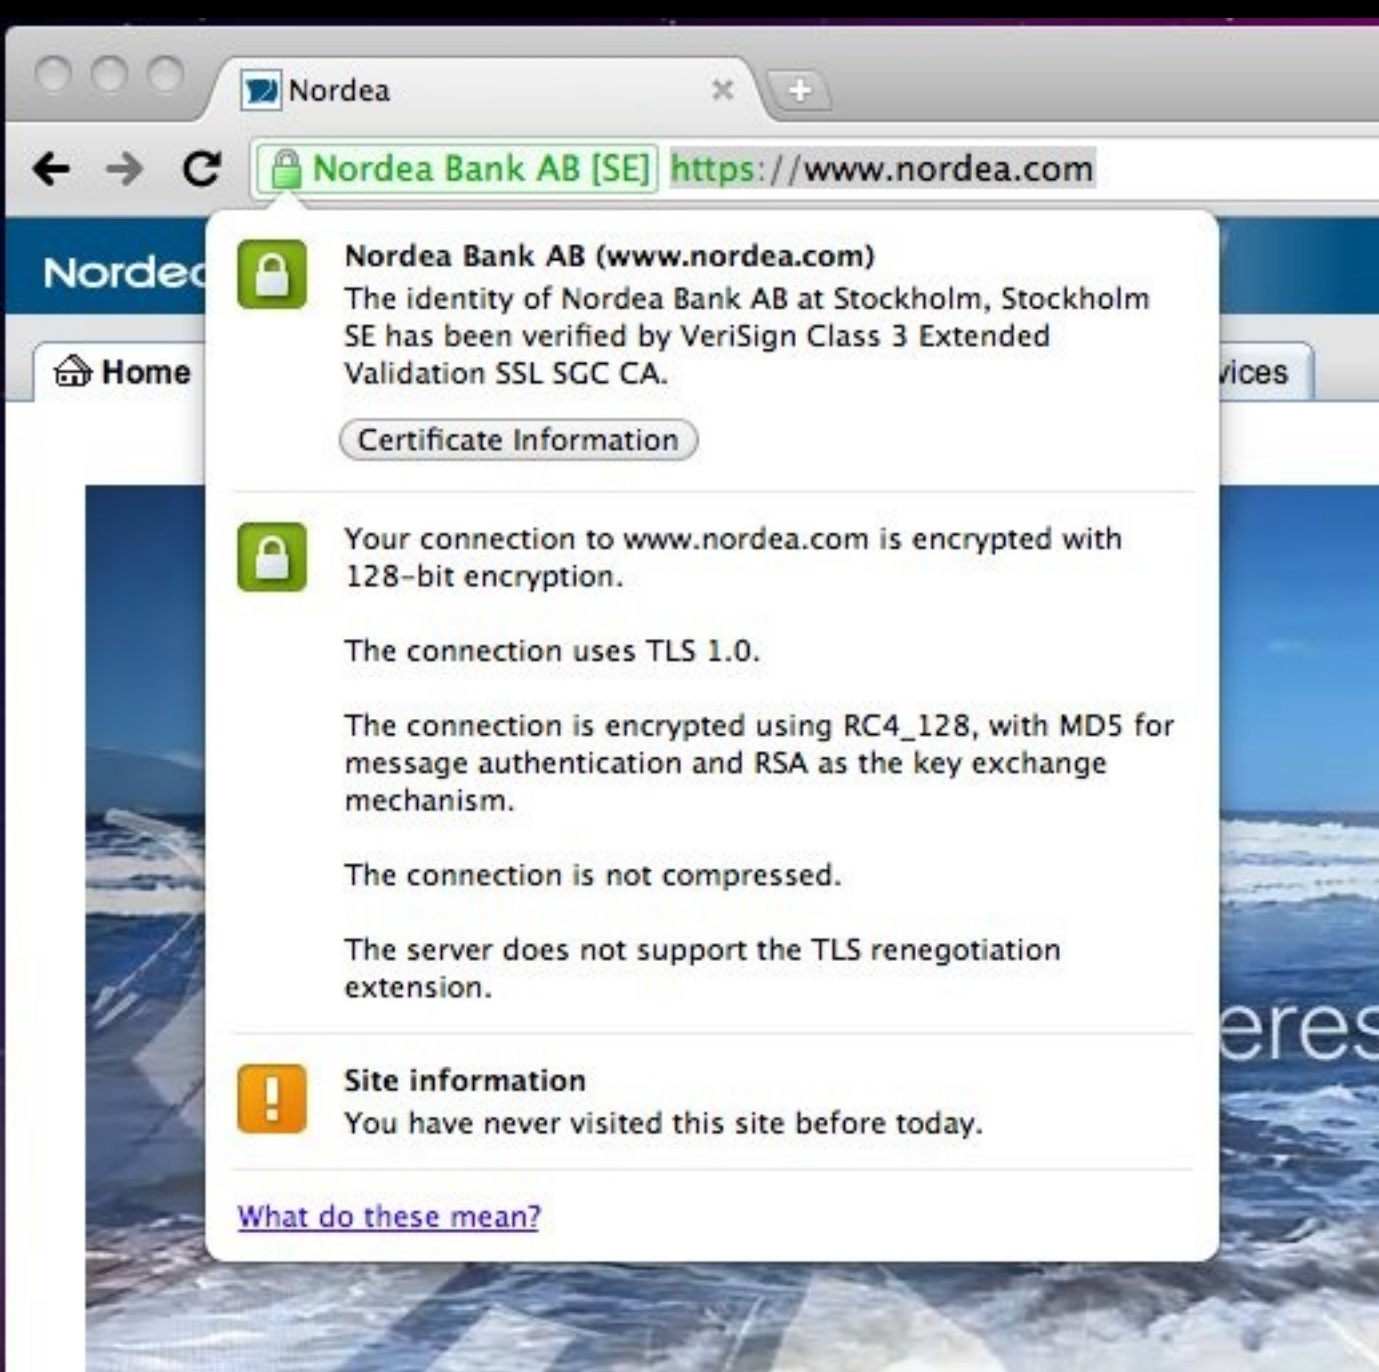 Nordea
Nordea Bank AB [SE] https://www.nordea.com
Nordea Bank AB (www.nordea.com)
The identity of Nordea Bank AB at Stockholm, Stockholm
SE has been verified by VeriSign Class 3 Extended
Validation SSL SGC CA.
Certificate Information
Home
vices
Your connection to www.nordea.com is encrypted with
128-bit encryption.
The connection uses TLS 1.0.
The connection is encrypted using RC4_128, with MD5 for
message authentication and RSA as the key exchange
mechanism.
The connection is not compressed.
The server does not support the TLS renegotiation
extension.
eres
Site information
You have never visited this site before today.
What do these mean?